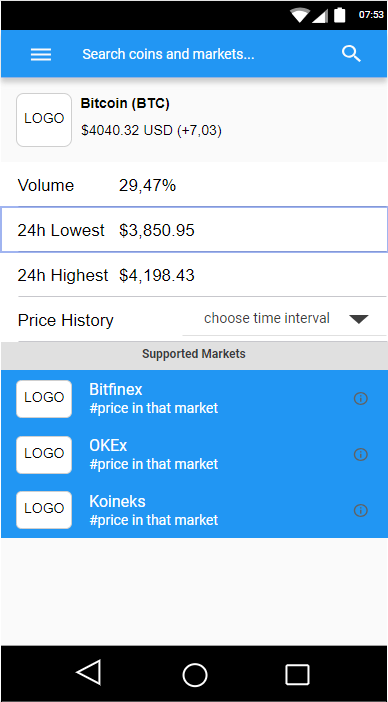 07:53
Search coins and markets...
LOGO
Bitcoin (BTC)
$4040.32 USD (+7,03)
Volume 29,47%
24h Lowest $3,850.95
24h Highest $4,198.43
Price History choose time interval
Supported Markets
LOGO
Bitfinex
#price in that market
LOGO
OKEx
#price in that market
LOGO
Koineks
#price in that market